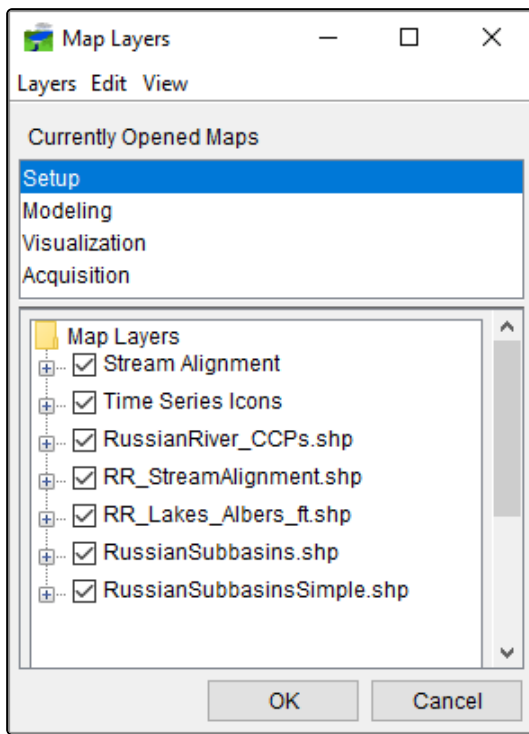 Map Layers
Layers Edit View
Currently Opened Maps
Setup
Modeling
Visualization
Acquisition
Map Layers
Stream Alignment
Time Series Icons
RussianRiver_CCPs.shp
RR_StreamAlignment.shp
RR_Lakes_Albers_ft.shp
RussianSubbasins.shp
RussianSubbasinsSimple.shp
OK Cancel